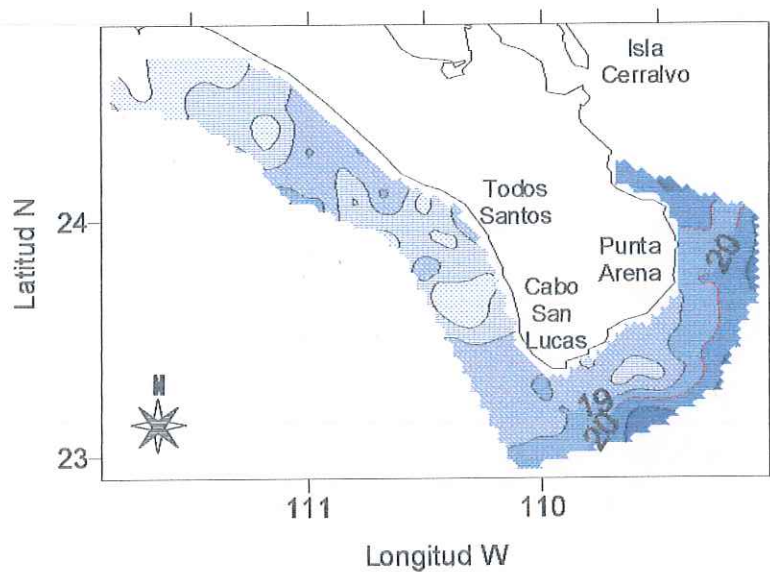 Isla
Cerralvo
Todos
Santos
Punta
Arena
Cabo
San
Lucas
20
19
20
N
24
23
Latitud N
111
110
Longitud W